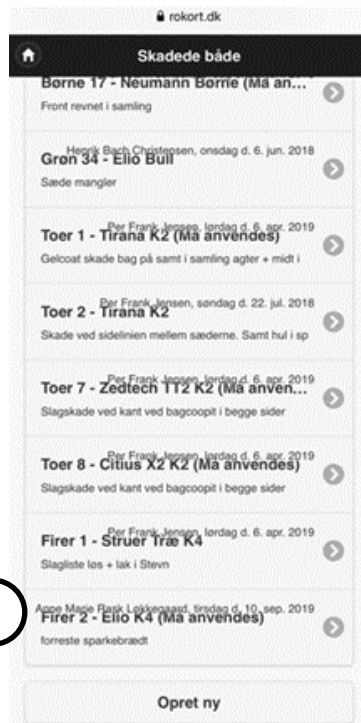 rokort.dk
Skadede både
Børne 17 - Neumann Børrie (Må an...
Front revnet i samling
Henrik Bach Christensen, onsdag d. 6. jun. 2018
Grøn 34 - Elio Bull
Sæde mangler
Per Frank Jensen, lørdag d. 6. apr. 2019
Toer 1 - Tirana K2 (Må anvendes)
Gelcoat skade bag på samt i samling agter + midt i
Per Frank Jensen, søndag d. 22. jul. 2018
Toer 2 - Tirana K2
Skade ved sidelinien mellem sæderne. Samt hul i sp
Per Frank Jensen, lørdag d. 6. apr. 2019
Toer 7 - Zedtech TT2 K2 (Må anven...
Slagskade ved kant ved bagcoopit i begge sider
Per Frank Jensen, lørdag d. 6. apr. 2019
Toer 8 - Citius X2 K2 (Må anvendes)
Slagskade ved kant ved bagcoopit i begge sider
Per Frank Jensen, lørdag d. 6. apr. 2019
Firer 1 - Struer Træ K4
Slagliste løs + lak i Stevn
Anne Marie Rask Løkkegaard, tirsdag d. 10. sep. 2019
Firer 2 - Elio K4 (Må anvendes)
forreste sparkebrædt
Opret ny